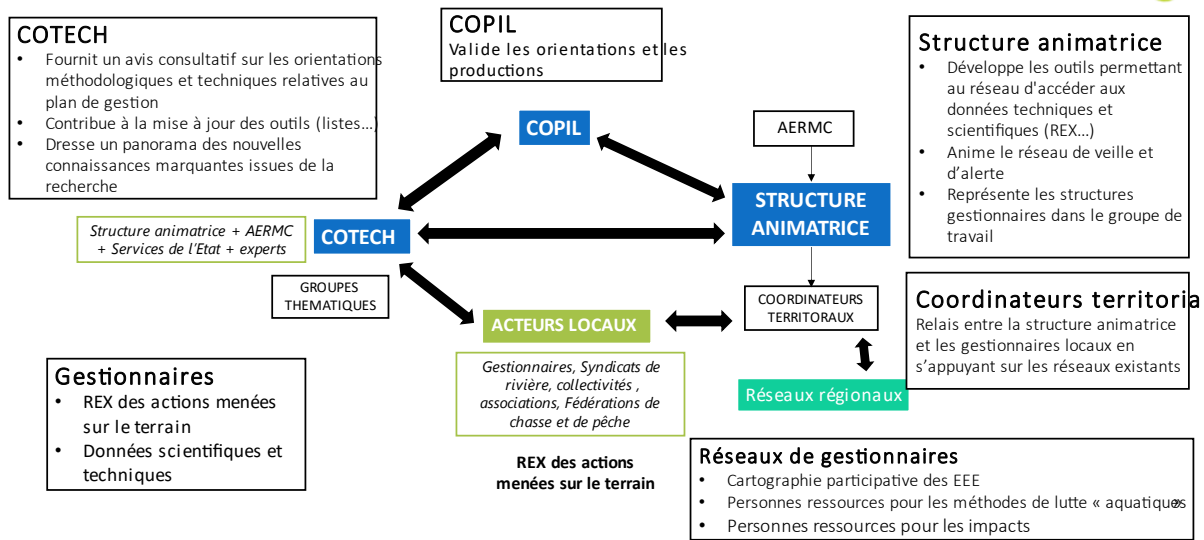 COTECH
• Fournit un avis consultatif sur les orientations
méthodologiques et techniques relatives au
plan de gestion
• Contribue à la mise à jour des outils (listes…)
• Dresse un panorama des nouvelles
connaissances marquantes issues de la
recherche
COPIL
Valide les orientations et les
productions
Structure animatrice
• Développe les outils permettant
au réseau d'accéder aux
données techniques et
scientifiques (REX…)
• Anime le réseau de veille et
d’alerte
• Représente les structures
gestionnaires dans le groupe de
travail
COPIL
AERMC
STRUCTURE
ANIMATRICE
Structure animatrice + AERMC
+ Services de l’Etat + experts
COTECH
GROUPES
THEMATIQUES
COORDINATEURS
TERRITORAUX
ACTEURS LOCAUX
Gestionnaires, Syndicats de
rivière, collectivités ,
associations, Fédérations de
chasse et de pêche
REX des actions
menées sur le terrain
Réseaux régionaux
Coordinateurs territoria
Relais entre la structure animatrice
et les gestionnaires locaux en
s’appuyant sur les réseaux existants
Gestionnaires
• REX des actions menées
sur le terrain
• Données scientifiques et
techniques
Réseaux de gestionnaires
• Cartographie participative des EEE
• Personnes ressources pour les méthodes de lutte « aquatiques »
• Personnes ressources pour les impacts